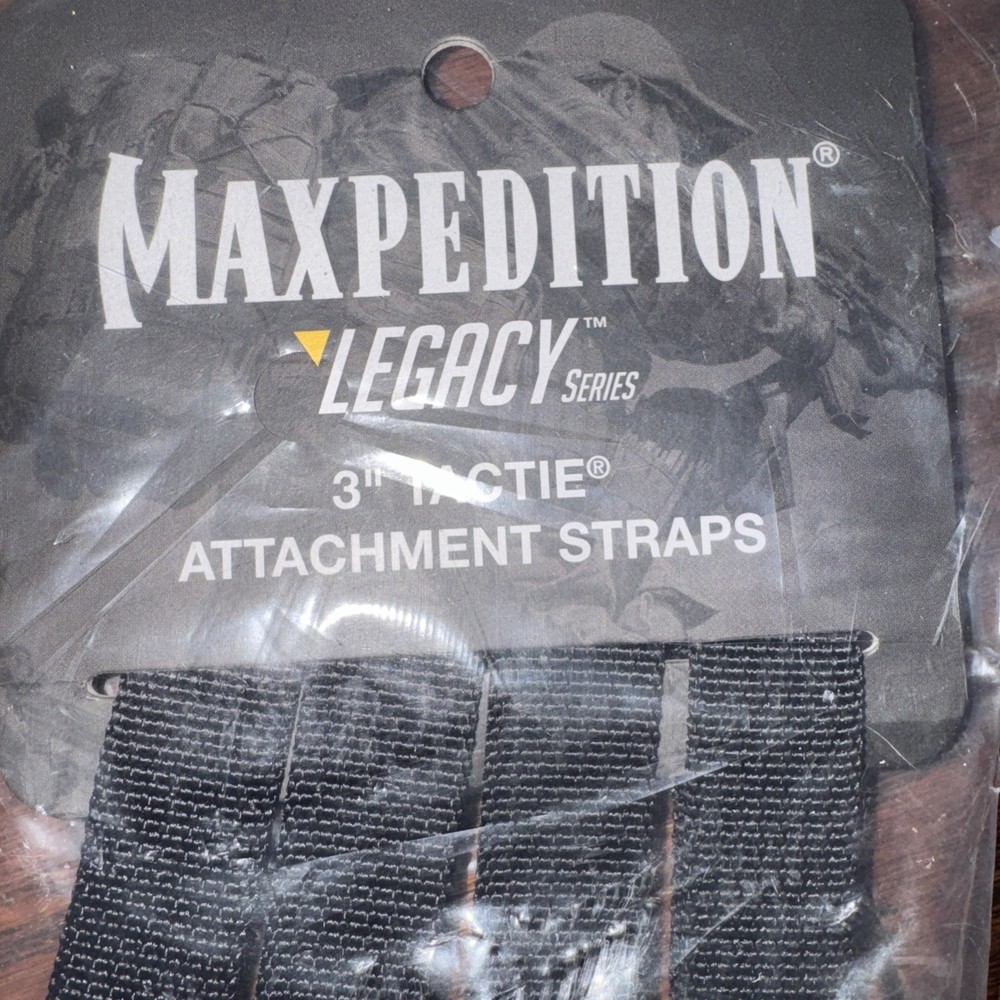 MAXPEDITION®
LEGACY™ SERIES
3" TACTIE®
ATTACHMENT STRAPS